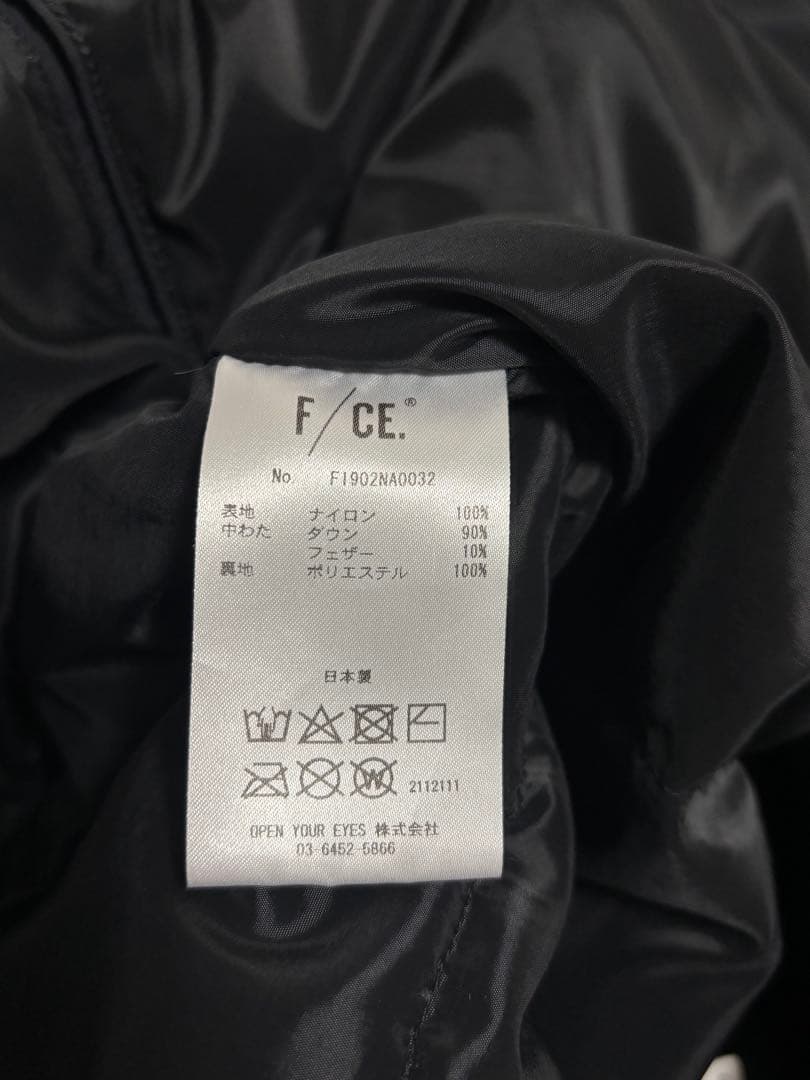 F/CE.®
No. F1902NA0032
表地 ナイロン 100%
中わた ダウン 90%
フェザー 10%
裏地 ポリエステル 100%
日本製
W 2112111
OPEN YOUR EYES 株式会社
03-6452-5866